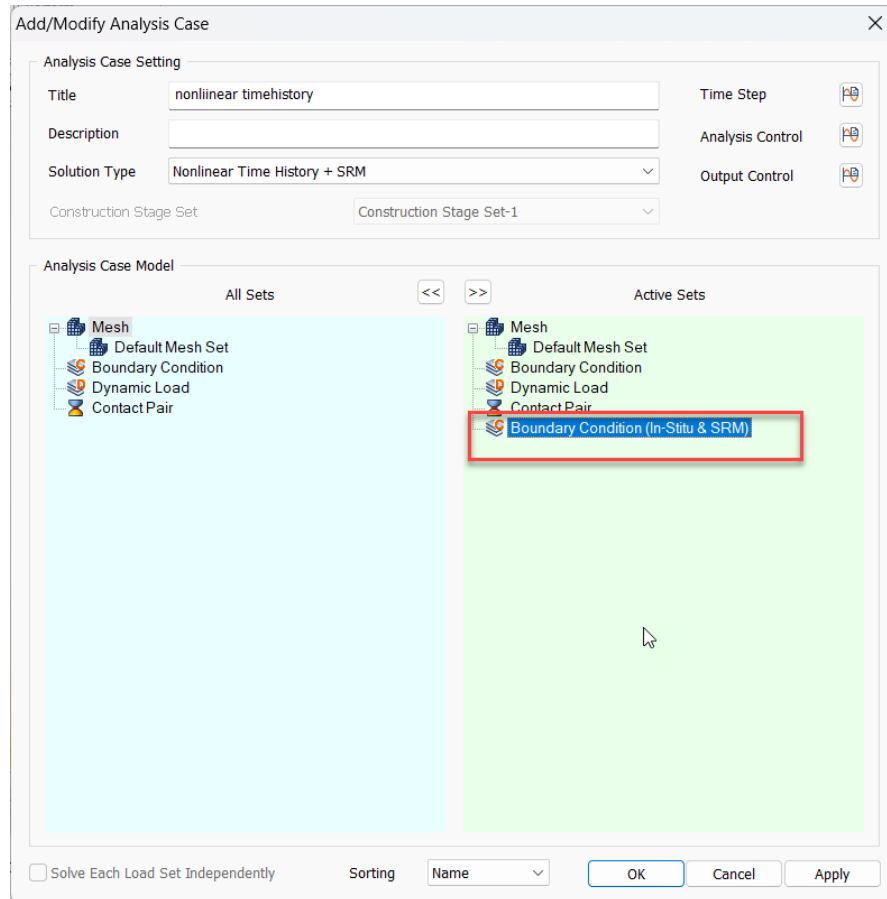 Add/Modify Analysis Case
Analysis Case Setting
Title nonliinear timehistory Time Step
Description Analysis Control
Solution Type Nonlinear Time History + SRM Output Control
Construction Stage Set Construction Stage Set-1
Analysis Case Model
All Sets << >> Active Sets
Mesh Mesh
Default Mesh Set Default Mesh Set
Boundary Condition Boundary Condition
Dynamic Load Dynamic Load
Contact Pair Contact Pair
Boundary Condition (In-Stitu & SRM)
Solve Each Load Set Independently Sorting Name OK Cancel Apply